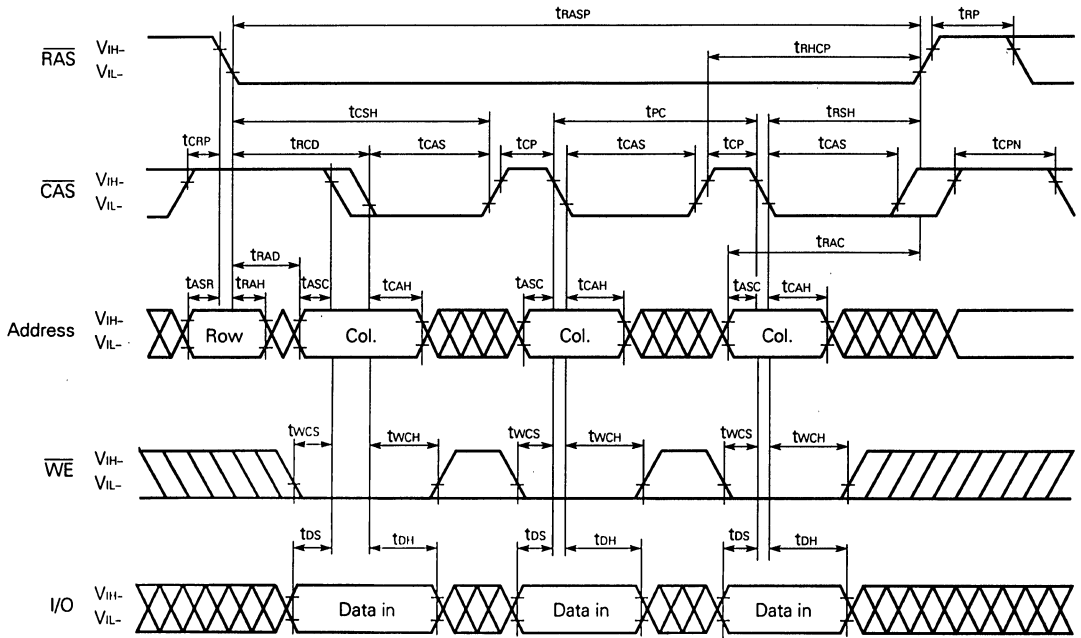 tRASP tRP
RAS VIH- VIL- tRHCP
tCSH tPC tRSH
tCRP tRCD tCAS tCP tCAS tCP tCAS tCPN
CAS VIH- VIL-
tRAD tRAC
tASR tRAH tASC tCAH tASC tCAH tASC tCAH
Address VIH- VIL- Row Col. Col. Col.
tWCS tWCH tWCS tWCH tWCS tWCH
WE VIH- VIL-
tDS tDH tDS tDH tDS tDH
I/O VIH- VIL- Data in Data in Data in